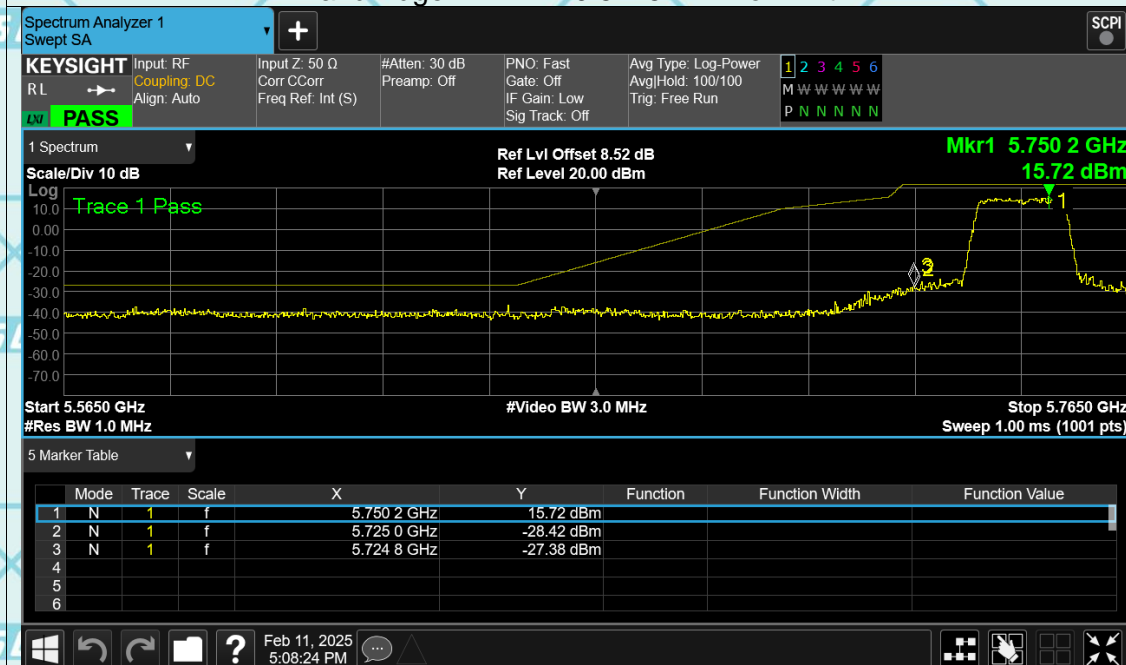 Spectrum Analyzer 1
Swept SA
+
SCPI
KEYSIGHT
RL
LXI PASS
Input: RF
Coupling: DC
Align: Auto
Input Z: 50 Ω
Corr CCorr
Freq Ref: Int (S)
#Atten: 30 dB
Preamp: Off
PNO: Fast
Gate: Off
IF Gain: Low
Sig Track: Off
Avg Type: Log-Power
Avg|Hold: 100/100
Trig: Free Run
1 2 3 4 5 6
M W W W W W
P N N N N N
1 Spectrum
Scale/Div 10 dB
Ref Lvl Offset 8.52 dB
Ref Level 20.00 dBm
Mkr1 5.750 2 GHz
15.72 dBm
Log
Trace 1 Pass
10.0
0.00
-10.0
-20.0
-30.0
-40.0
-50.0
-60.0
-70.0
1
2
Start 5.5650 GHz
#Video BW 3.0 MHz
Stop 5.7650 GHz
#Res BW 1.0 MHz
Sweep 1.00 ms (1001 pts)
5 Marker Table
Mode Trace Scale X Y Function Function Width Function Value
1 N 1 f 5.750 2 GHz 15.72 dBm
2 N 1 f 5.725 0 GHz -28.42 dBm
3 N 1 f 5.724 8 GHz -27.38 dBm
4
5
6
?
Feb 11, 2025
5:08:24 PM